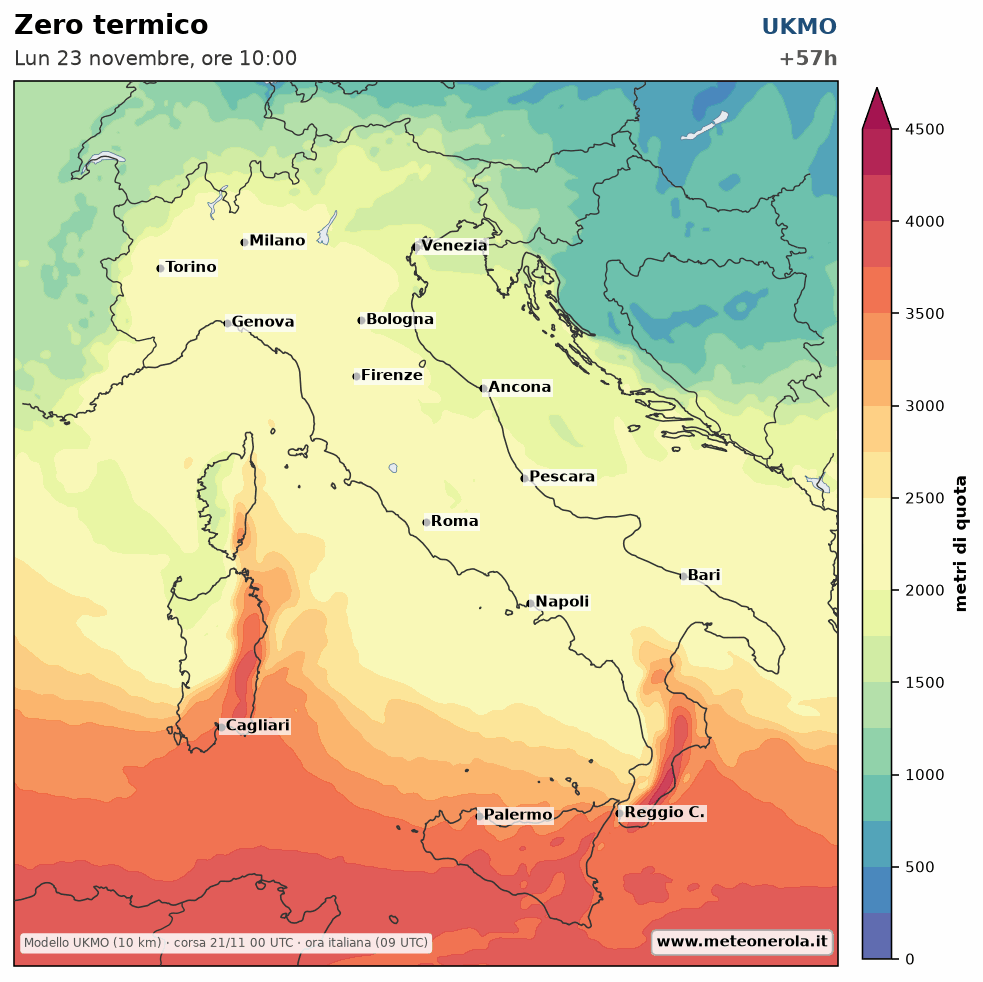 Zero termico
UKMO
Lun 23 novembre, ore 10:00
+57h
4500
4000
3500
3000
2500
2000
1500
1000
500
0
metri di quota
Milano
Venezia
Torino
Genova
Bologna
Firenze
Ancona
Pescara
Roma
Bari
Napoli
Cagliari
Palermo
Reggio C.
Modello UKMO (10 km) · corsa 21/11 00 UTC · ora italiana (09 UTC)
www.meteonerola.it